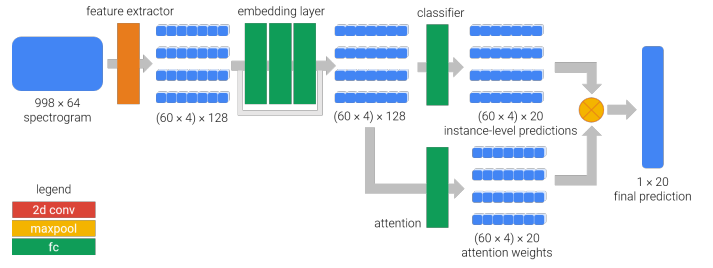 feature extractor
embedding layer
classifier
998 × 64
spectrogram
(60 × 4) × 128
(60 × 4) × 128
(60 × 4) × 20
instance-level predictions
1 × 20
final prediction
legend
2d conv
maxpool
fc
attention
(60 × 4) × 20
attention weights